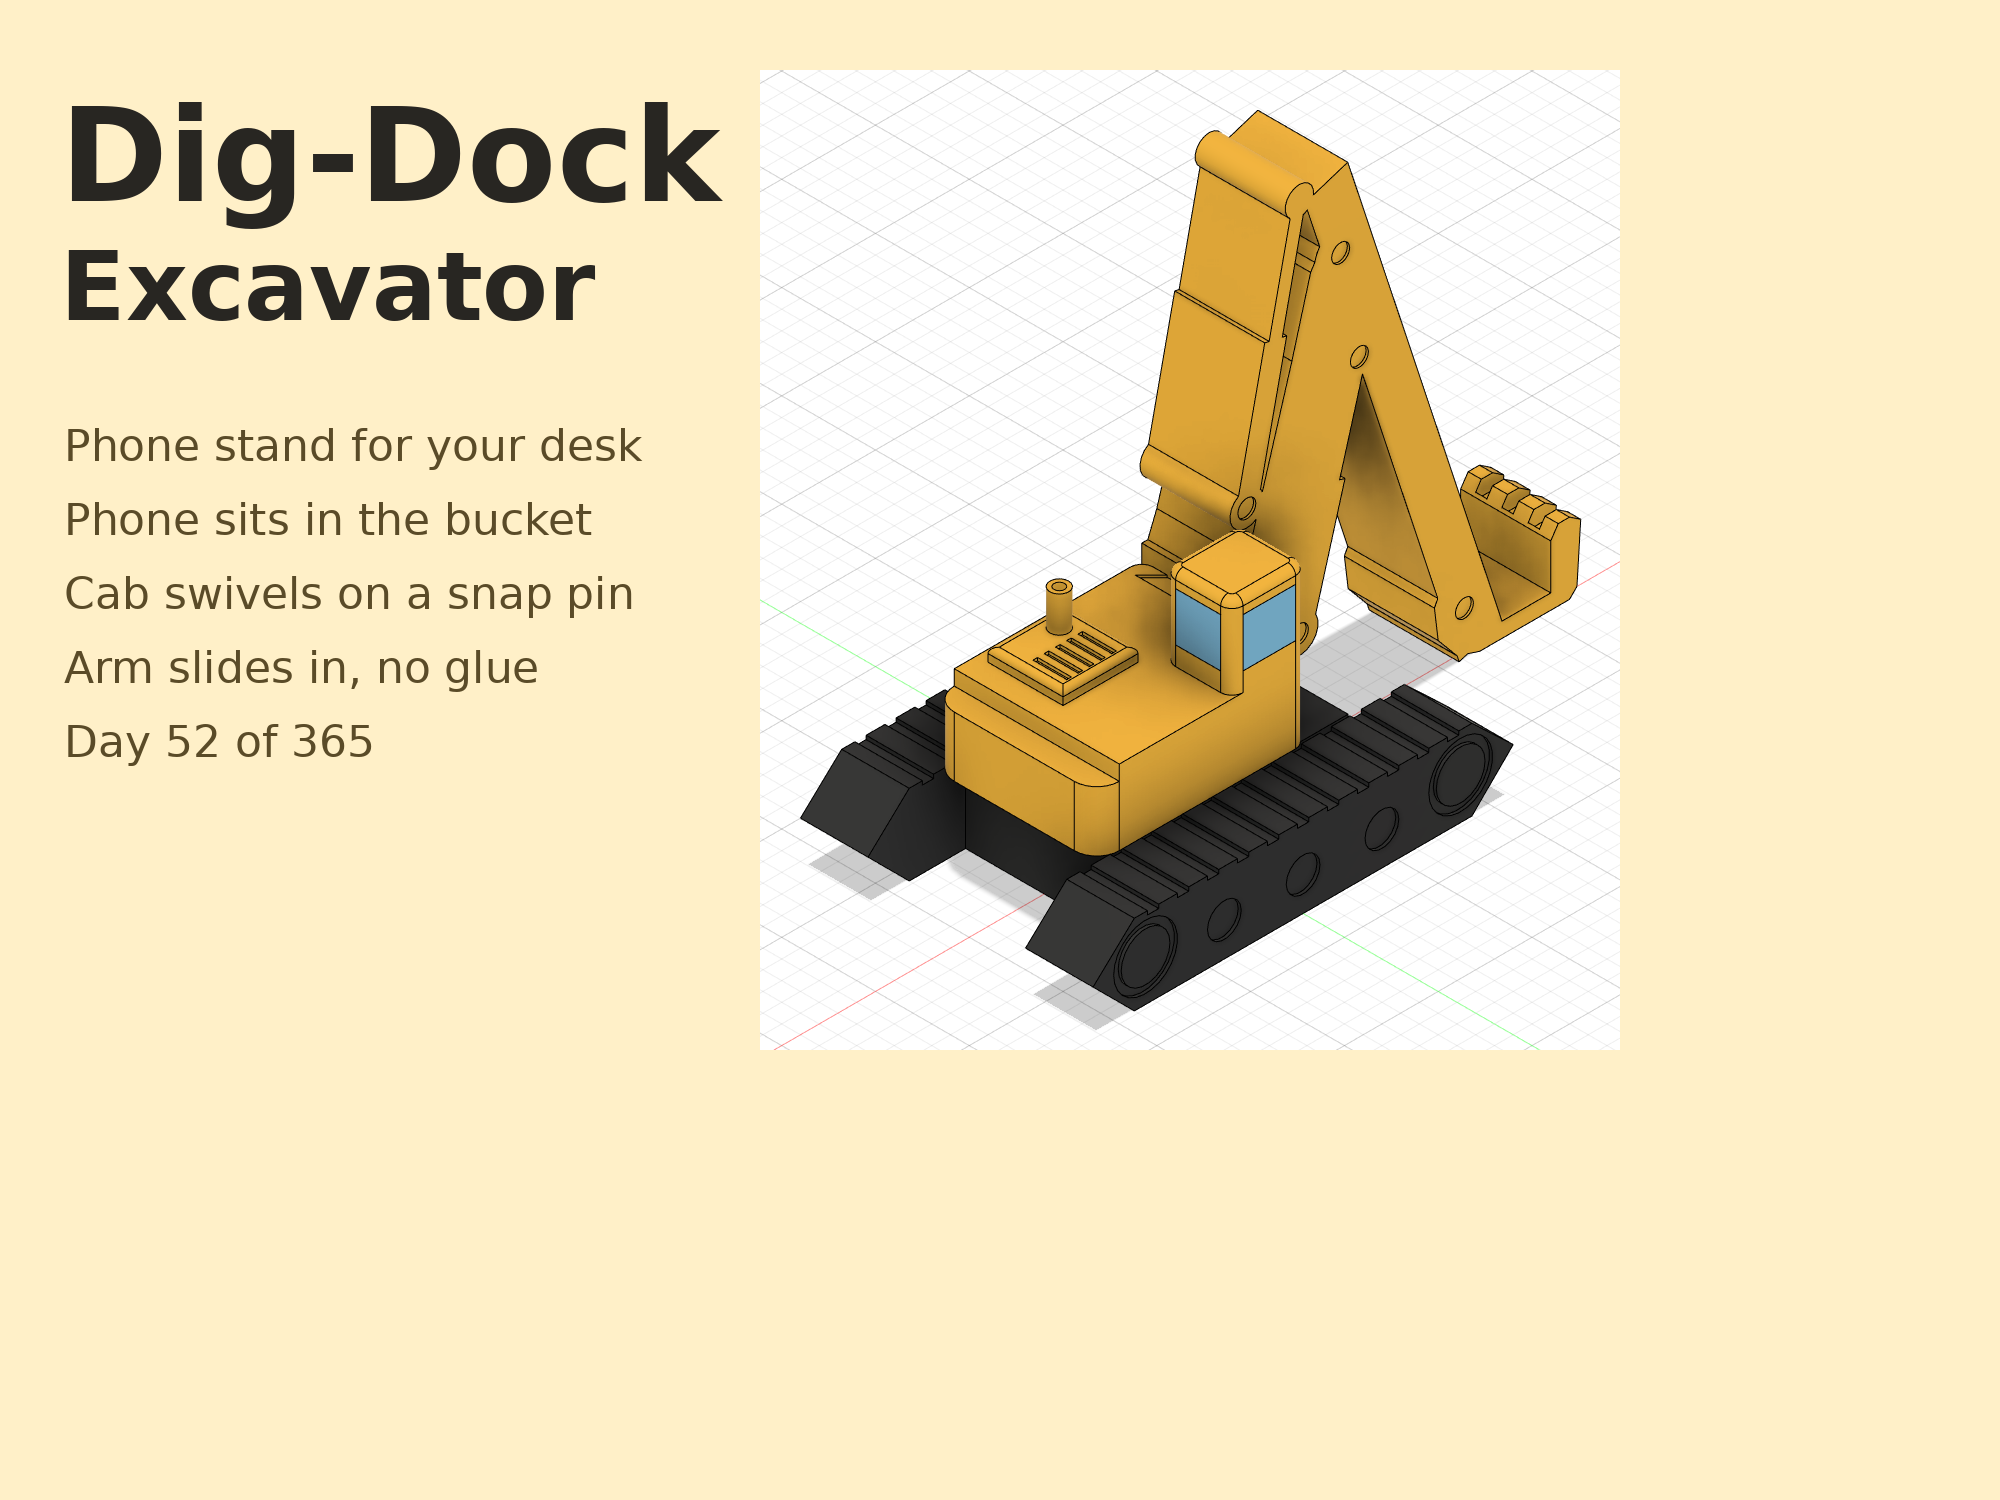 Dig-Dock
Excavator
Phone stand for your desk
Phone sits in the bucket
Cab swivels on a snap pin
Arm slides in, no glue
Day 52 of 365